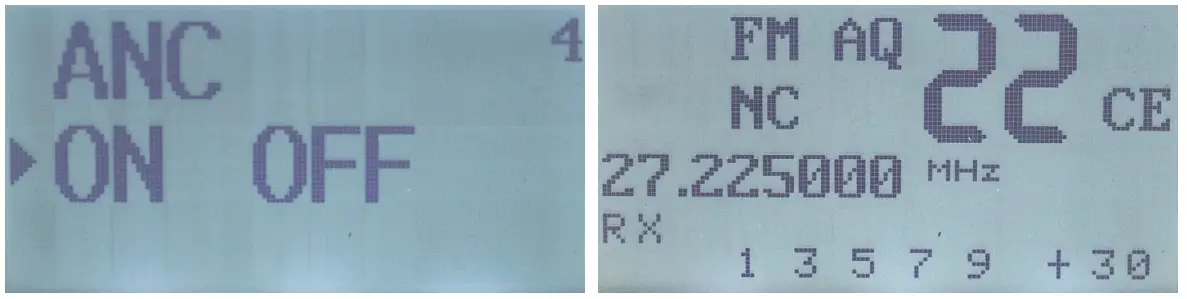 ANC 4
ON OFF
FM AQ 22
NC CE
27.225000 MHz
RX
1 3 5 7 9 +30